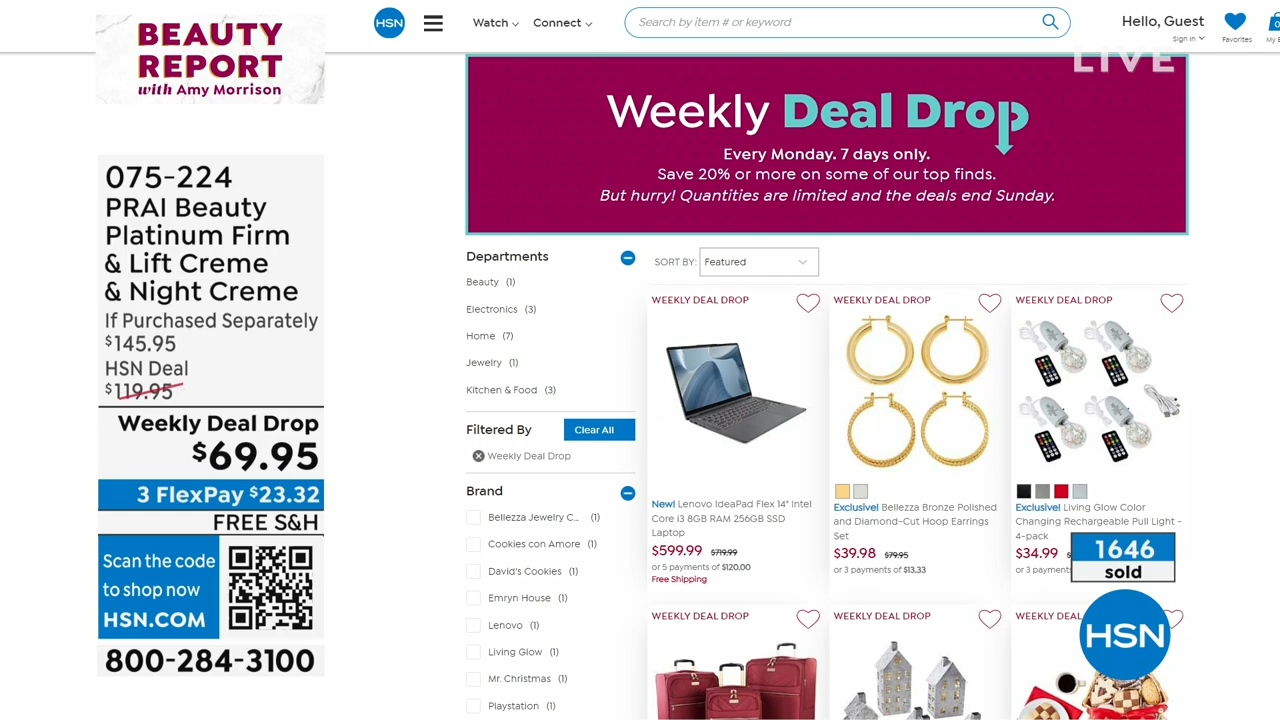 BEAUTY
REPORT
with Amy Morrison
HSN
Watch
Connect
Search by item # or keyword
Hello, Guest
Sign In
Favorites
LIVE
075-224
PRAI Beauty
Platinum Firm
& Lift Creme
& Night Creme
If Purchased Separately
$145.95
HSN Deal
$119.95
Weekly Deal Drop
$69.95
3 FlexPay $23.32
FREE S&H
Scan the code
to shop now
HSN.COM
800-284-3100
Weekly Deal Drop
Every Monday. 7 days only.
Save 20% or more on some of our top finds.
But hurry! Quantities are limited and the deals end Sunday.
Departments
Beauty (1)
Electronics (3)
Home (7)
Jewelry (1)
Kitchen & Food (3)
Filtered By
Clear All
Weekly Deal Drop
Brand
Bellezza Jewelry C... (1)
Cookies con Amore (1)
David's Cookies (1)
Emryn House (1)
Lenovo (1)
Living Glow (1)
Mr. Christmas (1)
Playstation (1)
SORT BY: Featured
WEEKLY DEAL DROP
New! Lenovo IdeaPad Flex 14" Intel
Core i3 8GB RAM 256GB SSD
Laptop
$599.99 $719.99
or 5 payments of $120.00
Free Shipping
WEEKLY DEAL DROP
Exclusive! Bellezza Bronze Polished
and Diamond-Cut Hoop Earrings
Set
$39.98 $79.95
or 3 payments of $13.33
WEEKLY DEAL DROP
Exclusive! Living Glow Color
Changing Rechargeable Pull Light -
4-pack
$34.99
or 3 payments
1646
sold
WEEKLY DEAL DROP
WEEKLY DEAL DROP
WEEKLY DEAL
HSN